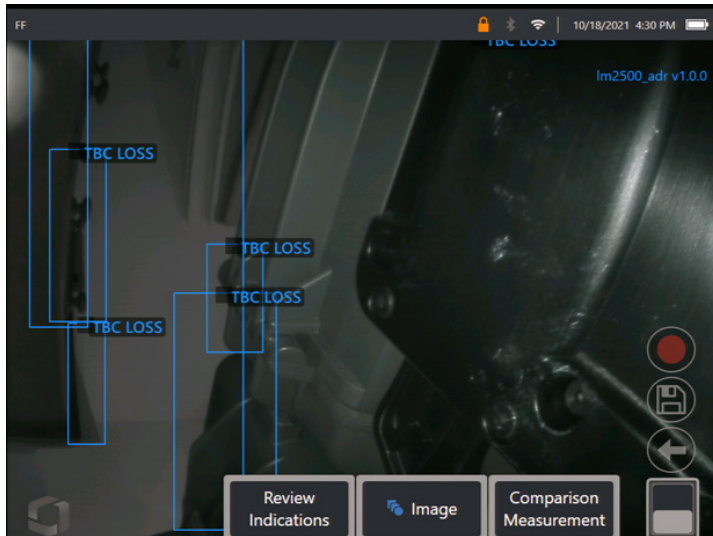 FF
10/18/2021 4:30 PM
TBC LOSS
lm2500_adr v1.0.0
TBC LOSS
TBC LOSS
TBC LOSS
TBC LOSS
Review
Indications
Image
Comparison
Measurement